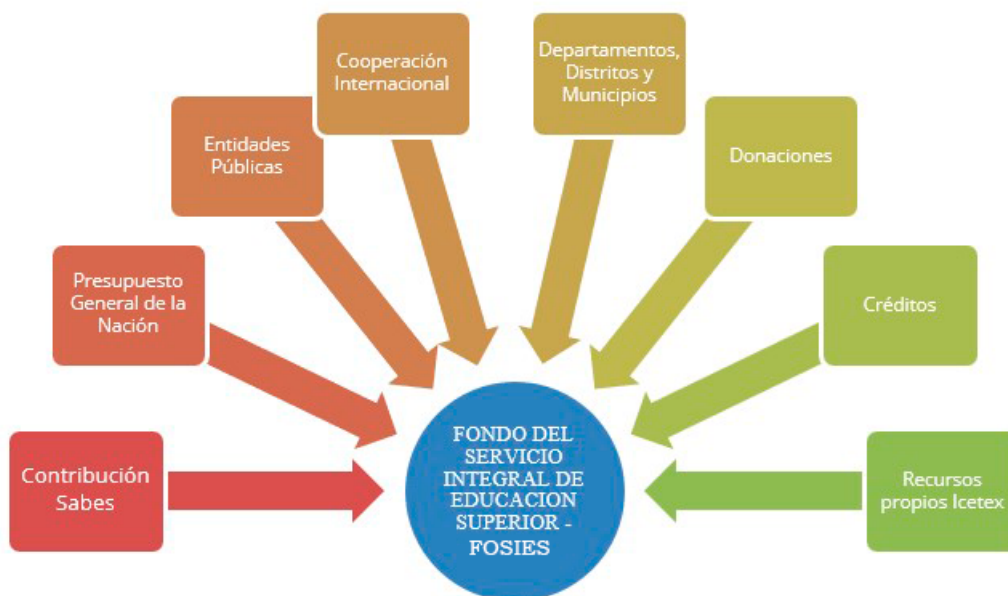 Cooperación
Internacional
Departamentos,
Distritos y
Municipios
Entidades
Públicas
Donaciones
Presupuesto
General de la
Nación
Créditos
Contribución
Sabes
FONDO DEL
SERVICIO
INTEGRAL DE
EDUCACION
SUPERIOR -
FOSIES
Recursos
propios Icetex